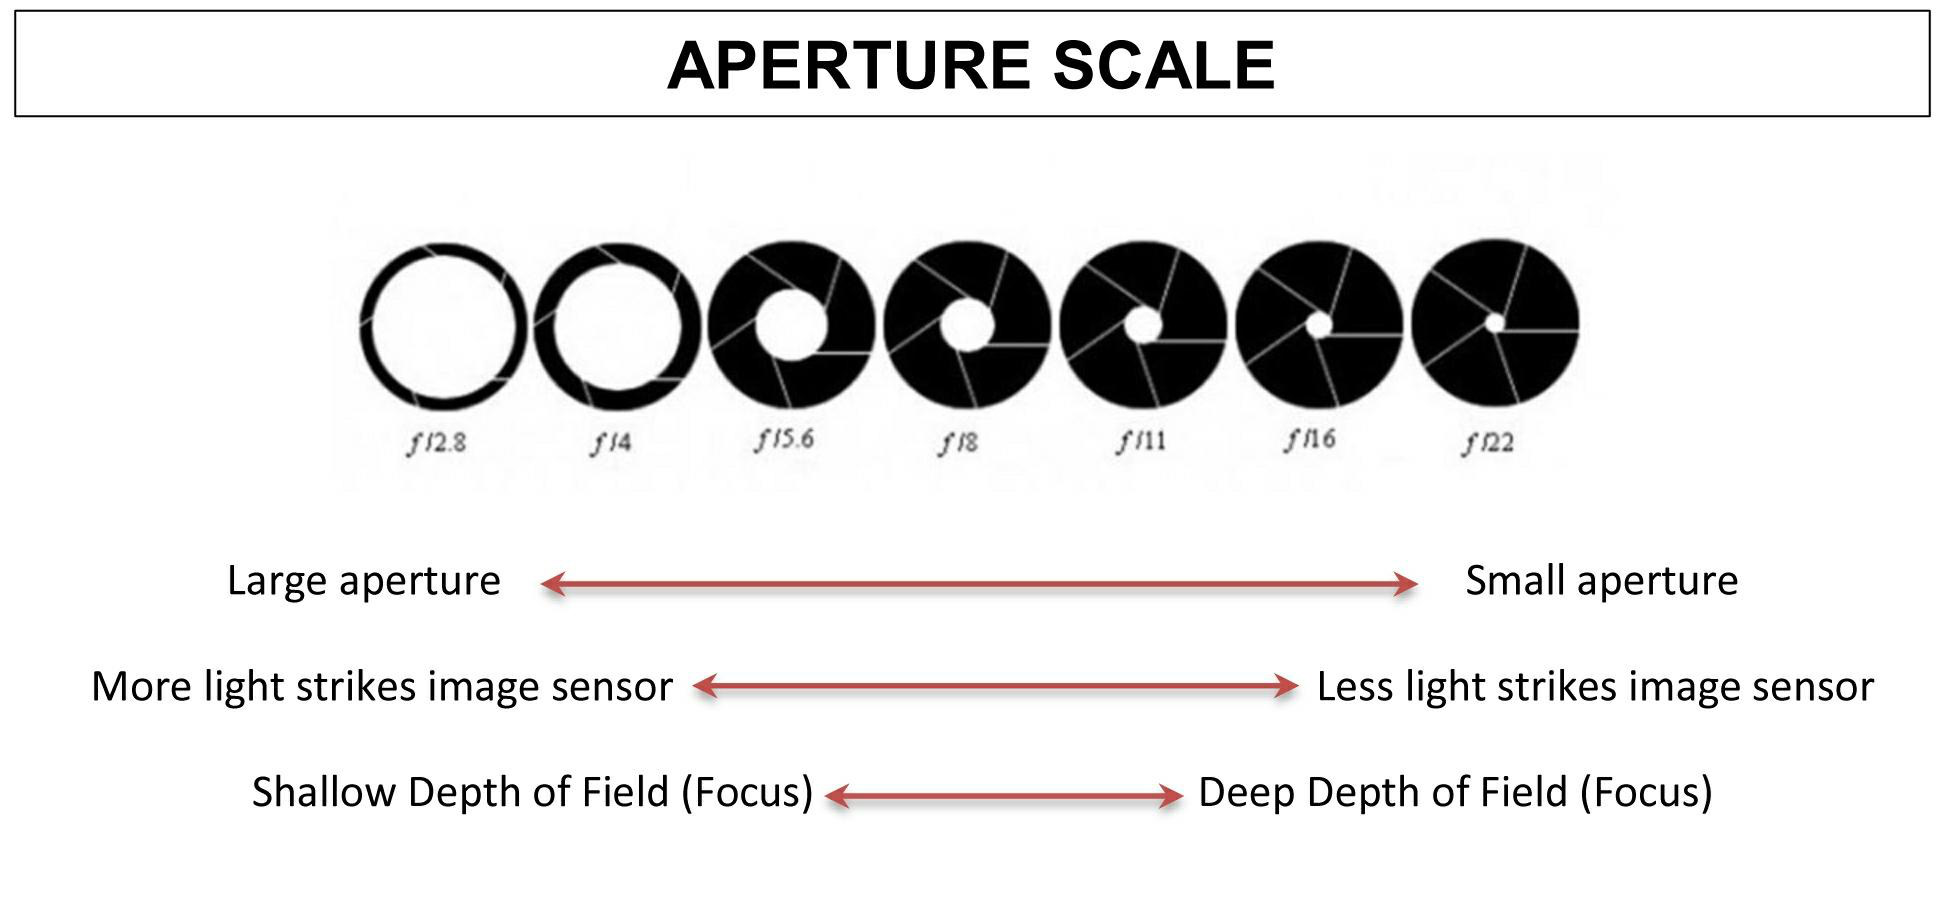 APERTURE SCALE
f/2.8 f/4 f/5.6 f/8 f/11 f/16 f/22
Large aperture Small aperture
More light strikes image sensor Less light strikes image sensor
Shallow Depth of Field (Focus) Deep Depth of Field (Focus)